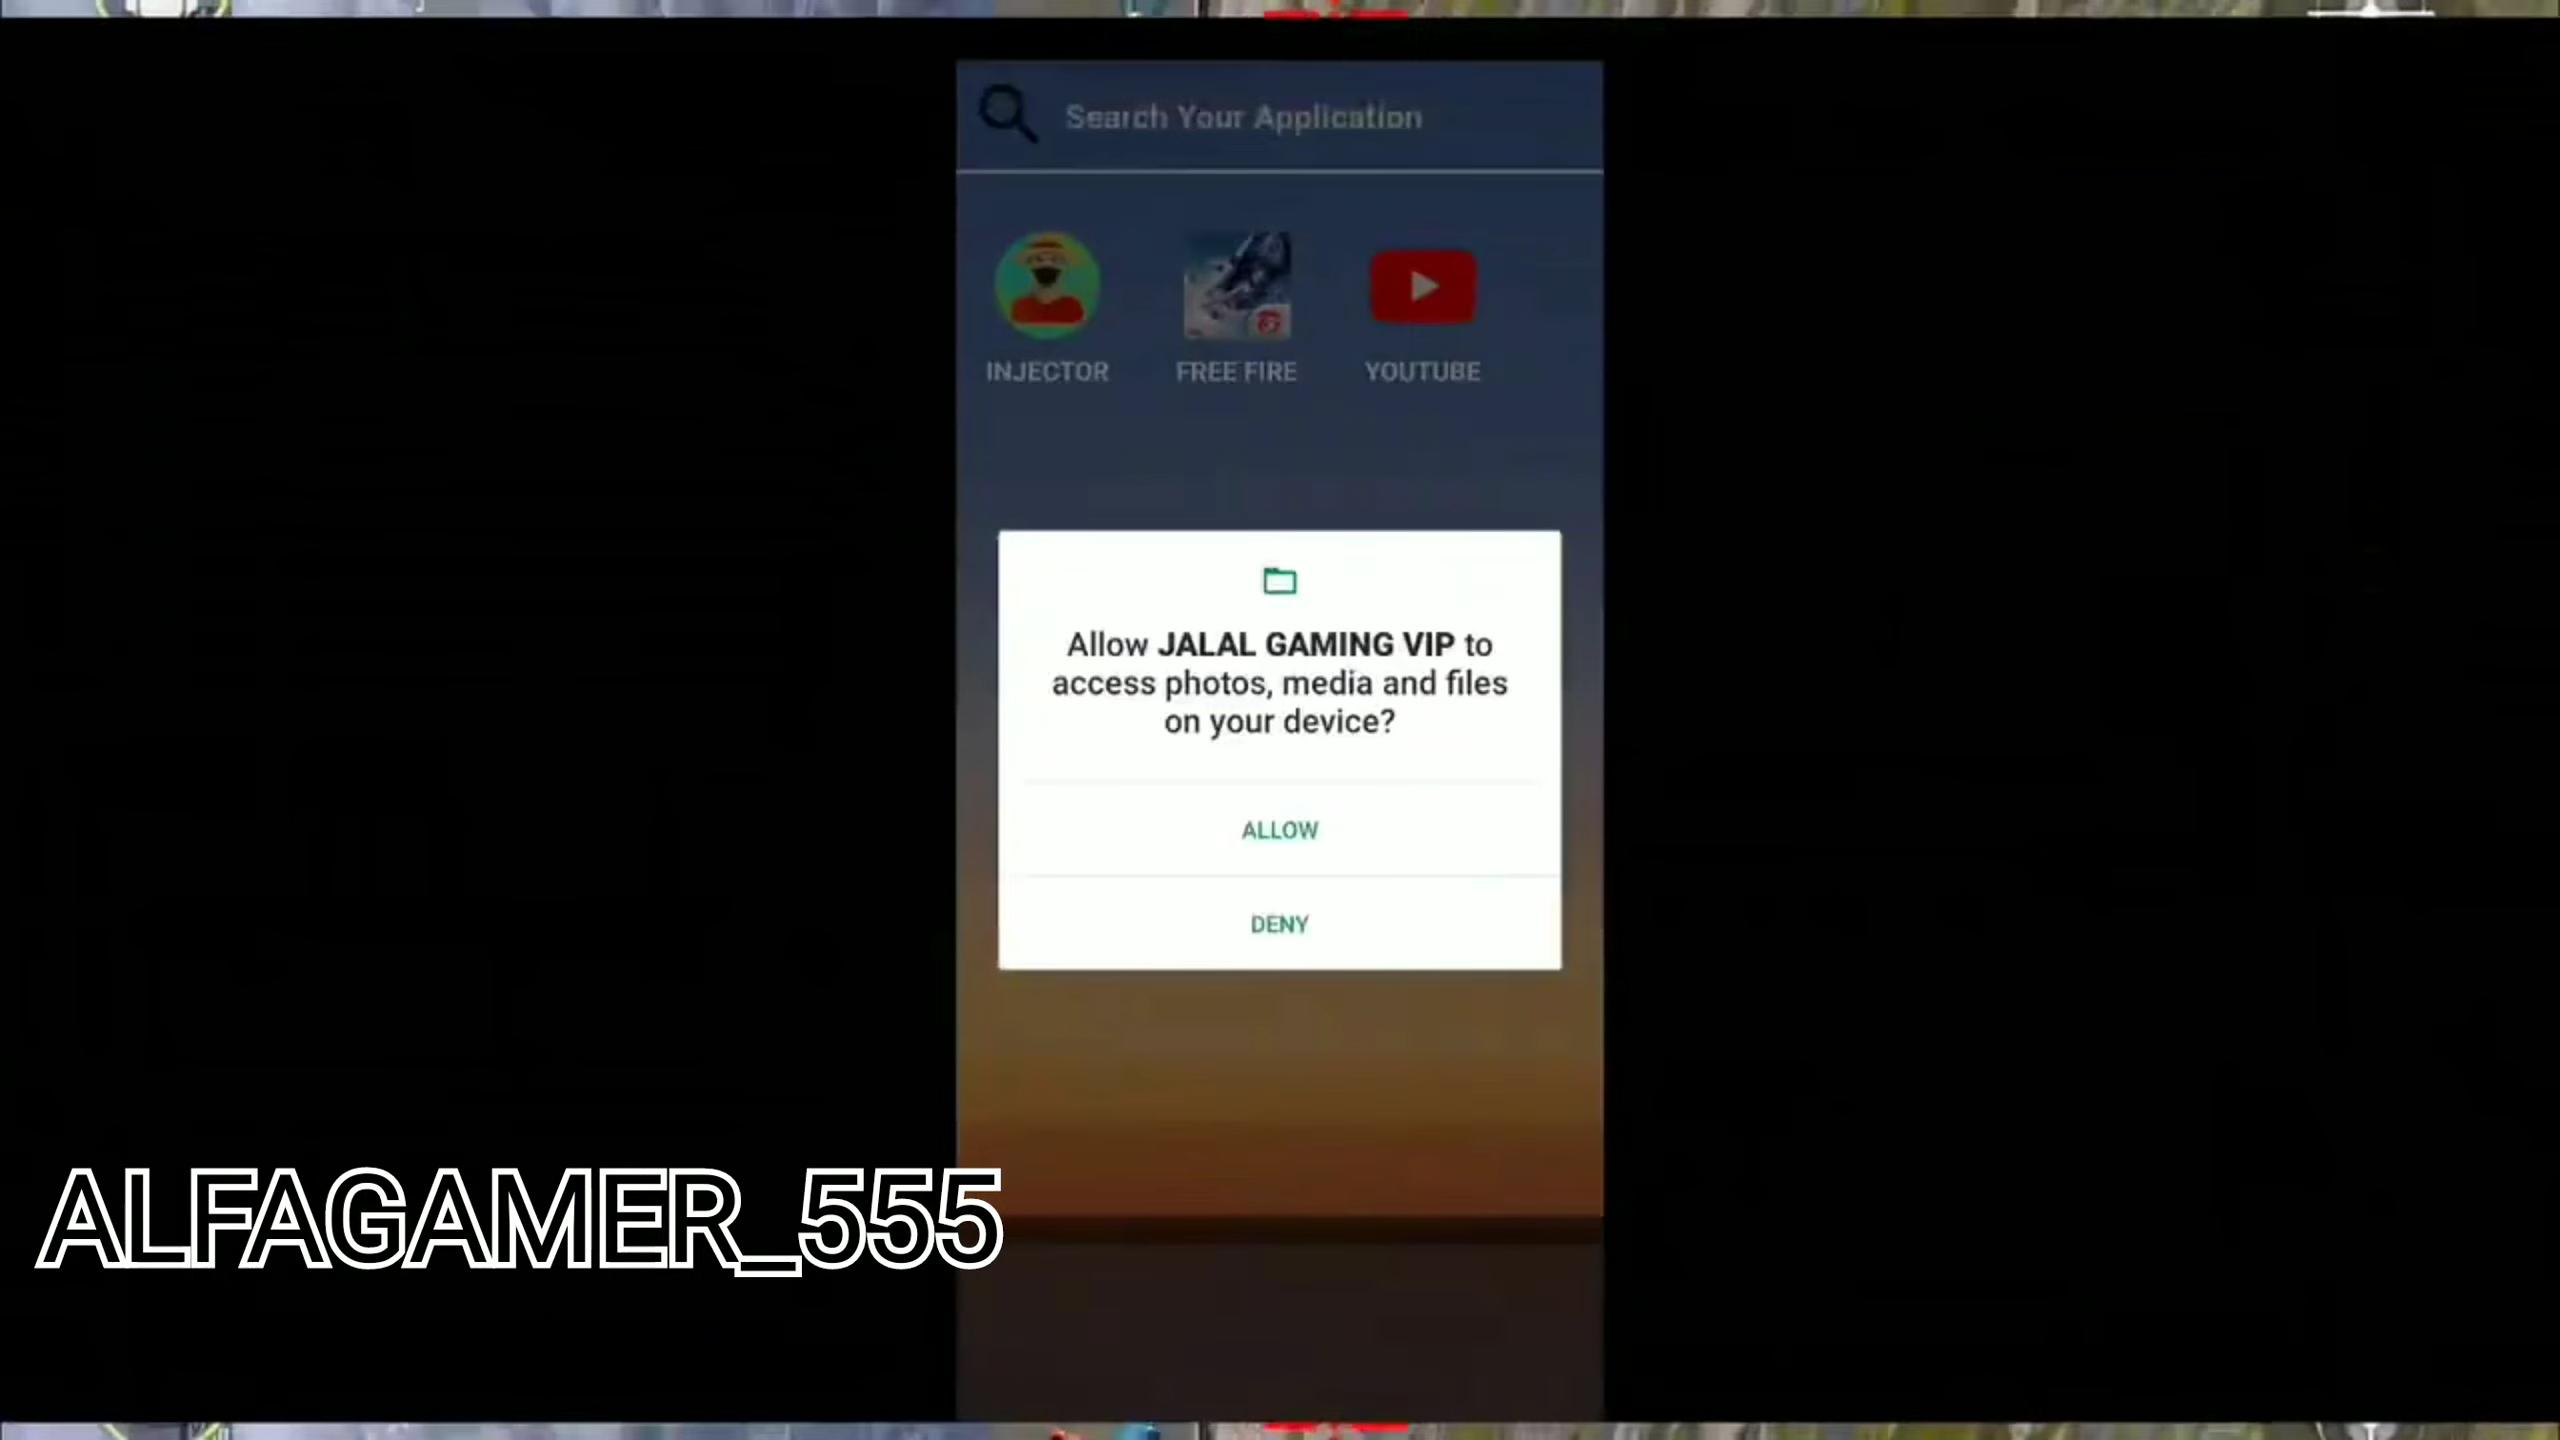 Search Your Application
INJECTOR
FREE FIRE
YOUTUBE
Allow JALAL GAMING VIP to
access photos, media and files
on your device?
ALLOW
DENY
ALFAGAMER_555